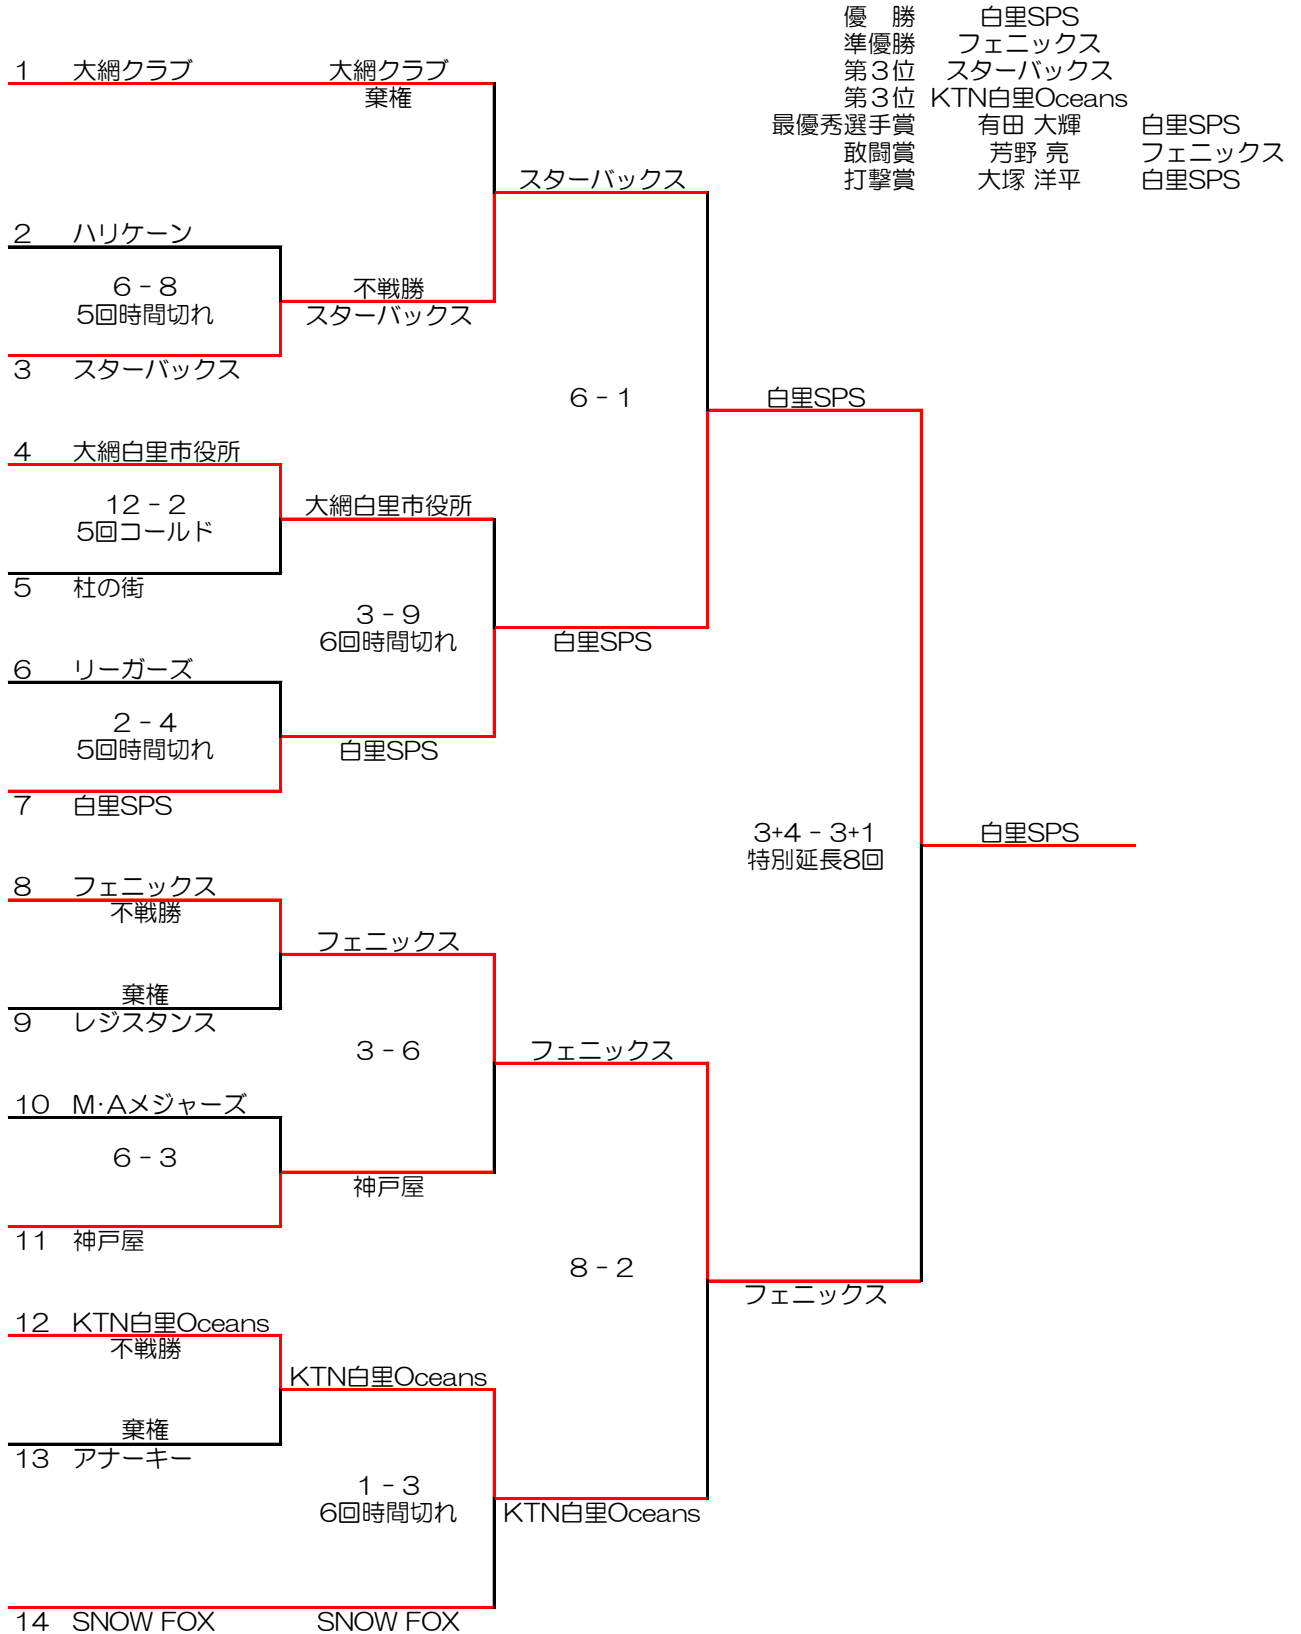 優　勝　白里SPS
準優勝　フェニックス
第3位　スターバックス
第3位　KTN白里Oceans
最優秀選手賞　有田 大輝　白里SPS
敢闘賞　芳野 亮　フェニックス
打撃賞　大塚 洋平　白里SPS
1　大網クラブ
大網クラブ
棄権
スターバックス
2　ハリケーン
6 - 8
5回時間切れ
不戦勝
スターバックス
3　スターバックス
6 - 1
白里SPS
4　大網白里市役所
12 - 2
5回コールド
大網白里市役所
5　杜の街
3 - 9
6回時間切れ
白里SPS
6　リーガーズ
2 - 4
5回時間切れ
白里SPS
7　白里SPS
3+4 - 3+1
特別延長8回
白里SPS
8　フェニックス
不戦勝
フェニックス
棄権
9　レジスタンス
3 - 6
フェニックス
10　M・Aメジャーズ
6 - 3
神戸屋
11　神戸屋
8 - 2
フェニックス
12　KTN白里Oceans
不戦勝
KTN白里Oceans
棄権
13　アナーキー
1 - 3
6回時間切れ
KTN白里Oceans
14　SNOW FOX
SNOW FOX